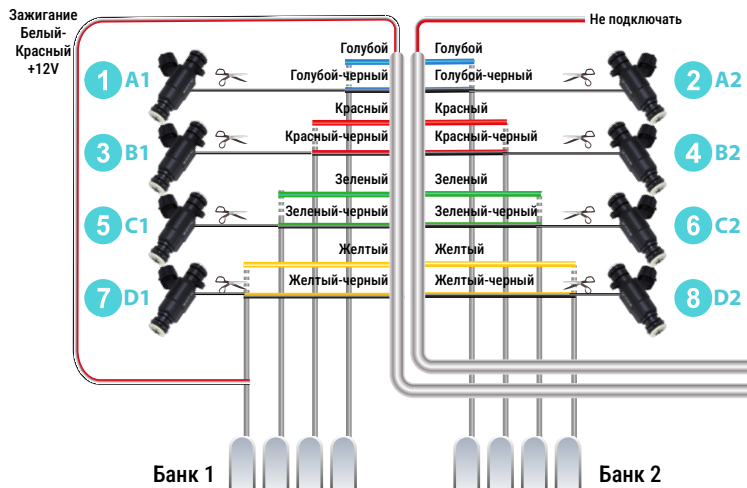 Зажигание
Белый-
Красный
+12V
Не подключать
Голубой
Голубой
1 A1
Голубой-черный
Голубой-черный
2 A2
Красный
Красный
3 B1
Красный-черный
Красный-черный
4 B2
Зеленый
Зеленый
5 C1
Зеленый-черный
Зеленый-черный
6 C2
Желтый
Желтый
7 D1
Желтый-черный
Желтый-черный
8 D2
Банк 1
Банк 2